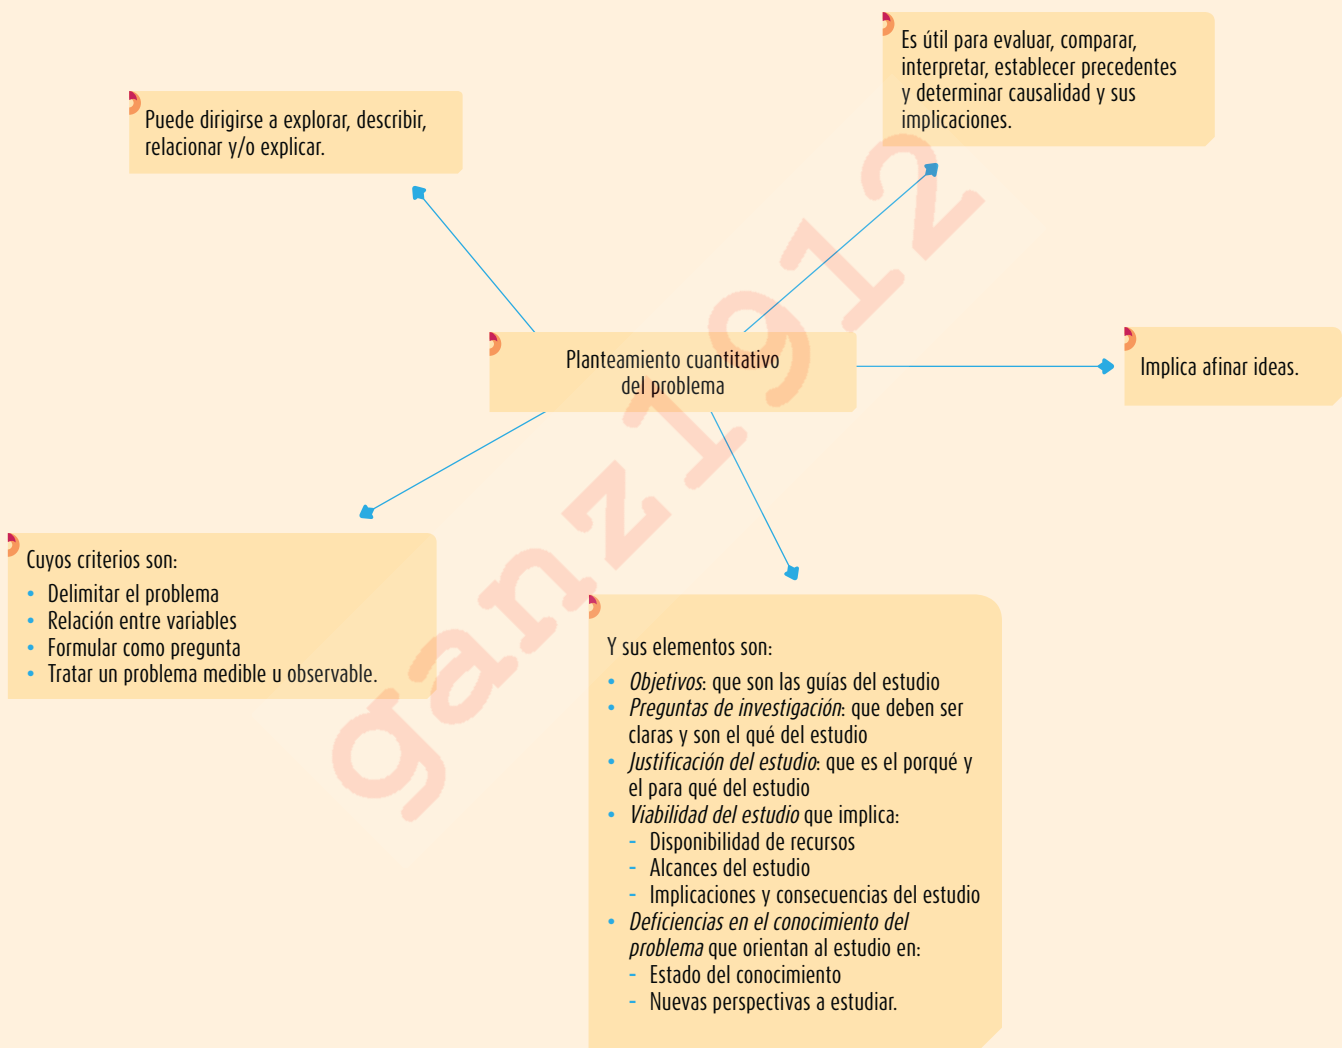 Es útil para evaluar, comparar,
interpretar, establecer precedentes
y determinar causalidad y sus
implicaciones.
Puede dirigirse a explorar, describir,
relacionar y/o explicar.
Planteamiento cuantitativo
del problema
Implica afinar ideas.
Cuyos criterios son:
• Delimitar el problema
• Relación entre variables
• Formular como pregunta
• Tratar un problema medible u observable.
Y sus elementos son:
• Objetivos: que son las guías del estudio
• Preguntas de investigación: que deben ser
claras y son el qué del estudio
• Justificación del estudio: que es el porqué y
el para qué del estudio
• Viabilidad del estudio que implica:
- Disponibilidad de recursos
- Alcances del estudio
- Implicaciones y consecuencias del estudio
• Deficiencias en el conocimiento del
problema que orientan al estudio en:
- Estado del conocimiento
- Nuevas perspectivas a estudiar.
ganz1912